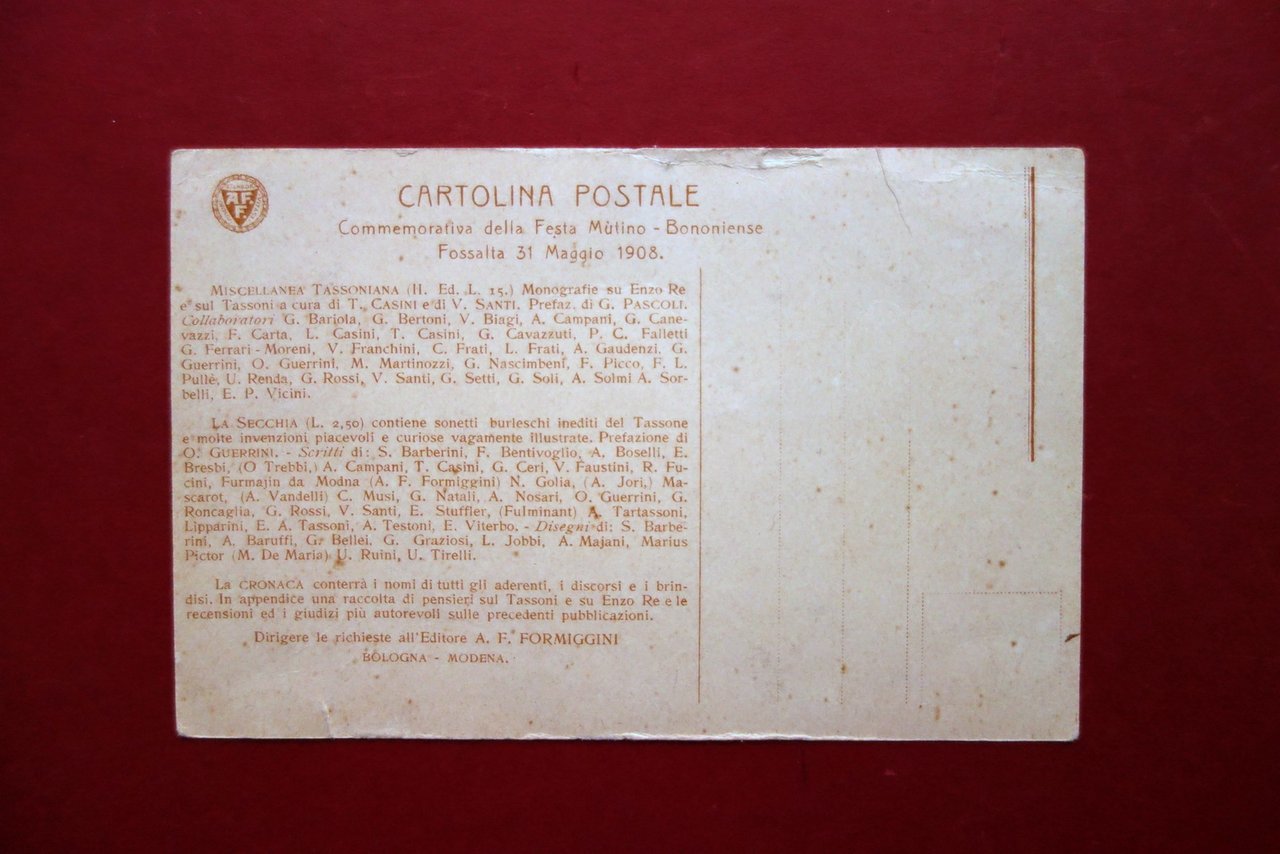 AFF
CARTOLINA POSTALE
Commemorativa della Festa Mùtino - Bononiense
Fossalta 31 Maggio 1908.
MISCELLANEA TASSONIANA (II. Ed. L. 15.) Monografie su Enzo Re
e sul Tassoni a cura di T. CASINI e di V. SANTI. Prefaz. di G. PASCOLI.
Collaboratori G. Bariola, G. Bertoni, V. Biagi, A. Campani, G. Cane-
vazzi, F. Carta, L. Casini, T. Casini, G. Cavazzuti, P. C. Falletti
G. Ferrari - Moreni, V. Franchini, C. Frati, L. Frati, A. Gaudenzi, G.
Guerrini, O. Guerrini, M. Martinozzi, G. Nascimbeni, F. Picco, F. L.
Pullè, U. Renda, G. Rossi, V. Santi, G. Setti, G. Soli, A. Solmi A. Sor-
belli, E. P. Vicini.
LA SECCHIA (L. 2,50) contiene sonetti burleschi inediti del Tassone
e molte invenzioni piacevoli e curiose vagamente illustrate. Prefazione di
O. GUERRINI. - Scritti di: S. Barberini, F. Bentivoglio, A. Boselli, E.
Bresbi, (O Trebbi,) A. Campani, T. Casini, G. Ceri, V. Faustini, R. Fu-
cini, Furmajin da Modna (A. F. Formiggini) N. Golia, (A. Jori,) Ma-
scarot, (A. Vandelli) C. Musi, G. Natali, A. Nosari, O. Guerrini, G.
Roncaglia, G. Rossi, V. Santi, E. Stuffler, (Fulminant) A. Tartassoni,
Lipparini, E. A. Tassoni, A. Testoni, E. Viterbo. - Disegni di: S. Barbe-
rini, A. Baruffi, G. Bellei. G. Graziosi, L. Jobbi, A. Majani, Marius
Pictor (M. De Maria) U. Ruini, U. Tirelli.
La CRONACA conterrà i nomi di tutti gli aderenti, i discorsi e i brin-
disi. In appendice una raccolta di pensieri sul Tassoni e su Enzo Re e le
recensioni ed i giudizi più autorevoli sulle precedenti pubblicazioni.
Dirigere le richieste all'Editore A. F. FORMIGGINI
BOLOGNA - MODENA.